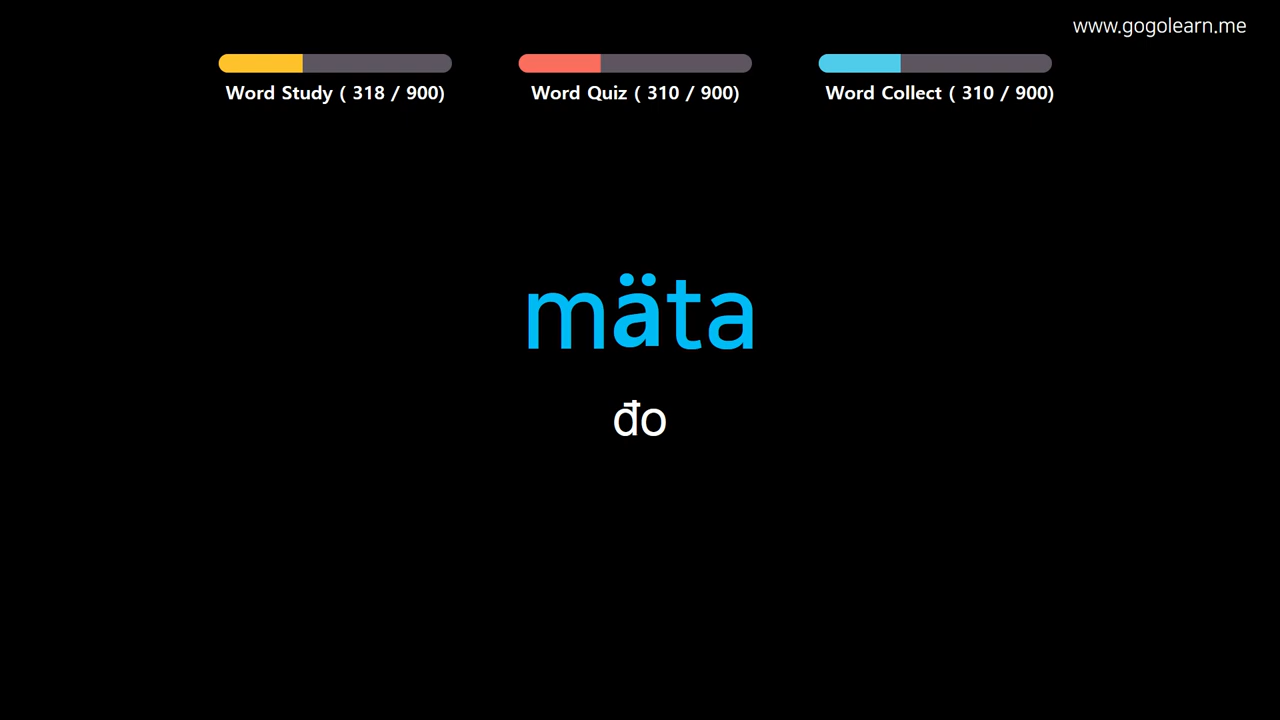 www.gogolearn.me
Word Study ( 318 / 900)
Word Quiz ( 310 / 900)
Word Collect ( 310 / 900)
mäta
đo